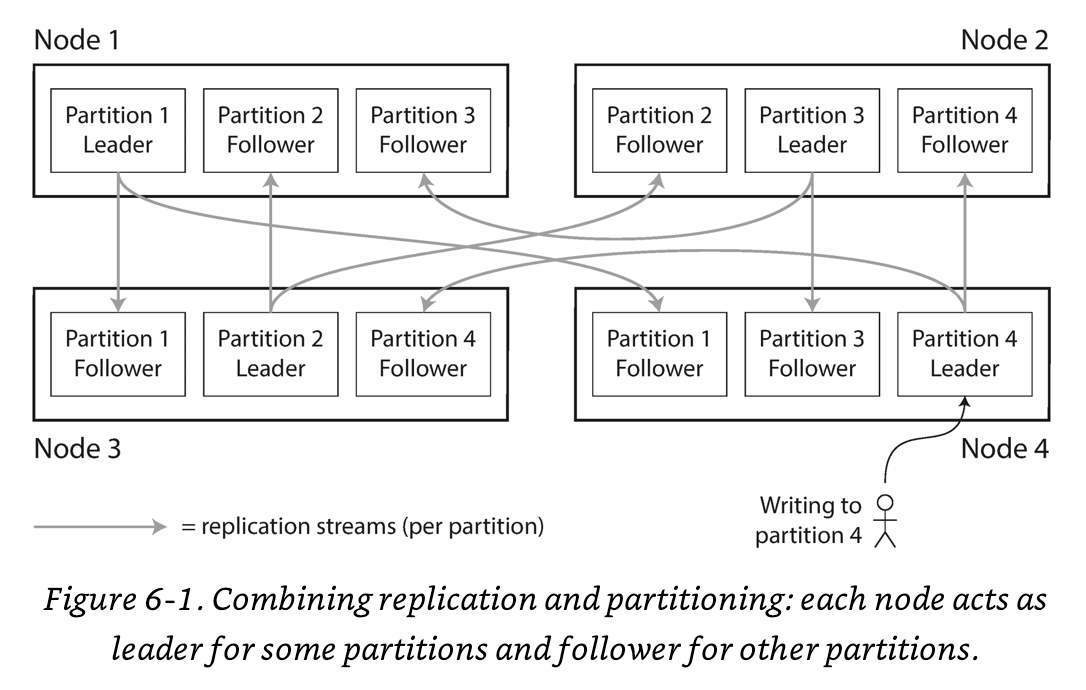 Node 1
Node 2
Partition 1
Leader
Partition 2
Follower
Partition 3
Follower
Partition 2
Follower
Partition 3
Leader
Partition 4
Follower
Partition 1
Follower
Partition 2
Leader
Partition 4
Follower
Partition 1
Follower
Partition 3
Follower
Partition 4
Leader
Node 3
Node 4
Writing to
partition 4
= replication streams (per partition)
Figure 6-1. Combining replication and partitioning: each node acts as
leader for some partitions and follower for other partitions.